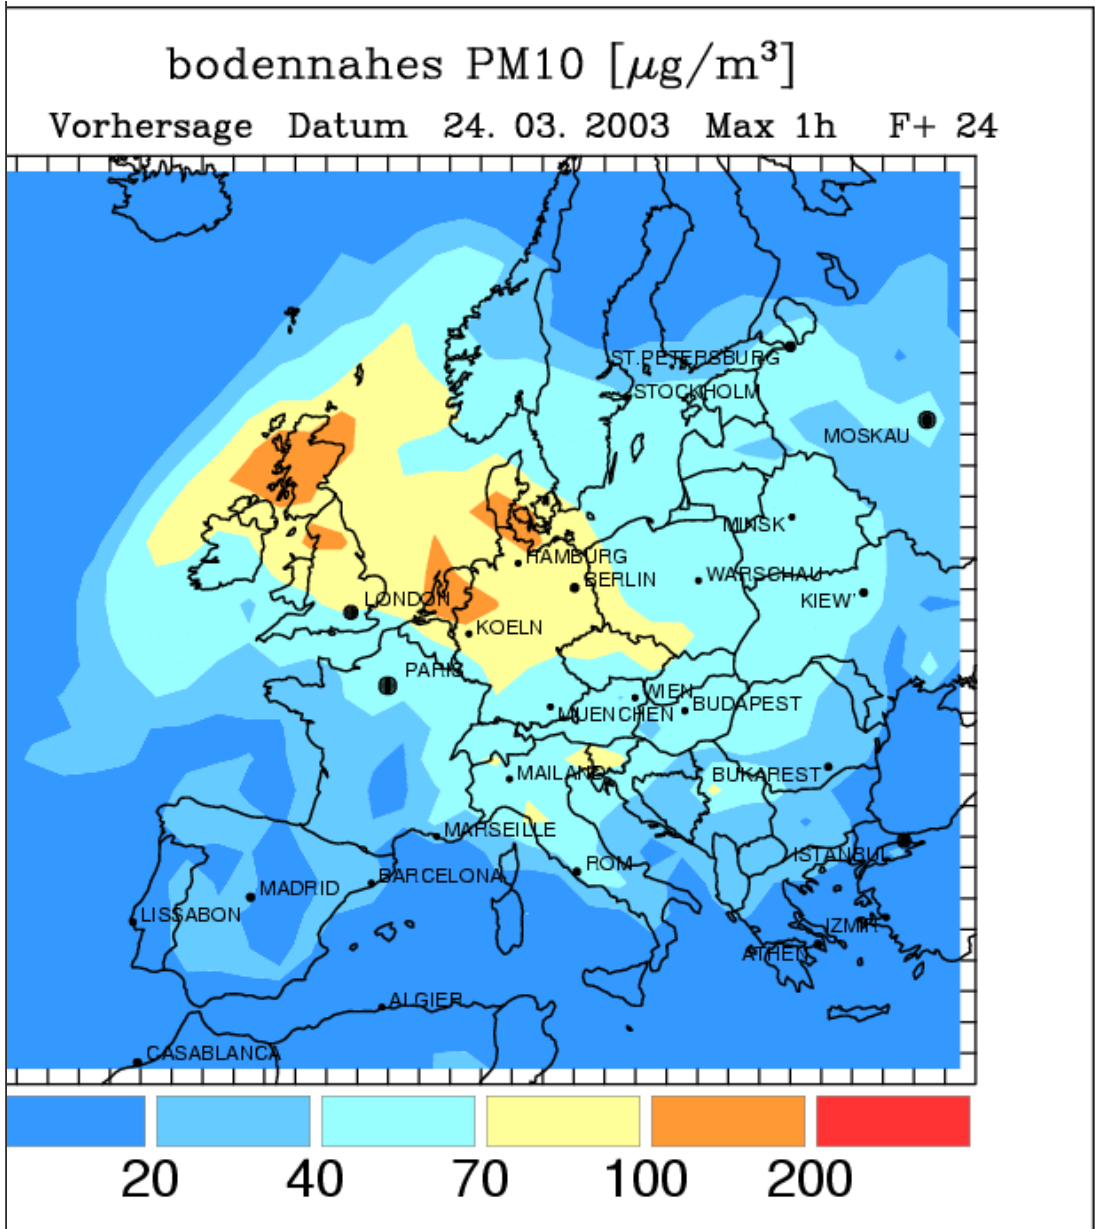 bodennahes PM10 [μg/m³]
Vorhersage Datum 24. 03. 2003 Max 1h F+ 24
ST.PETERSBURG
STOCKHOLM
MOSKAU
MINSK
HAMBURG
BERLIN
WARSCHAU
KIEW'
LONDON
KOELN
PARIS
WIEN
BUDAPEST
MUENCHEN
MAILAND
BUKAREST
MARSEILLE
ISTANBUL
ROM
BARCELONA
MADRID
LISSABON
IZMIR
ATHEN
ALGIER
CASABLANCA
20 40 70 100 200